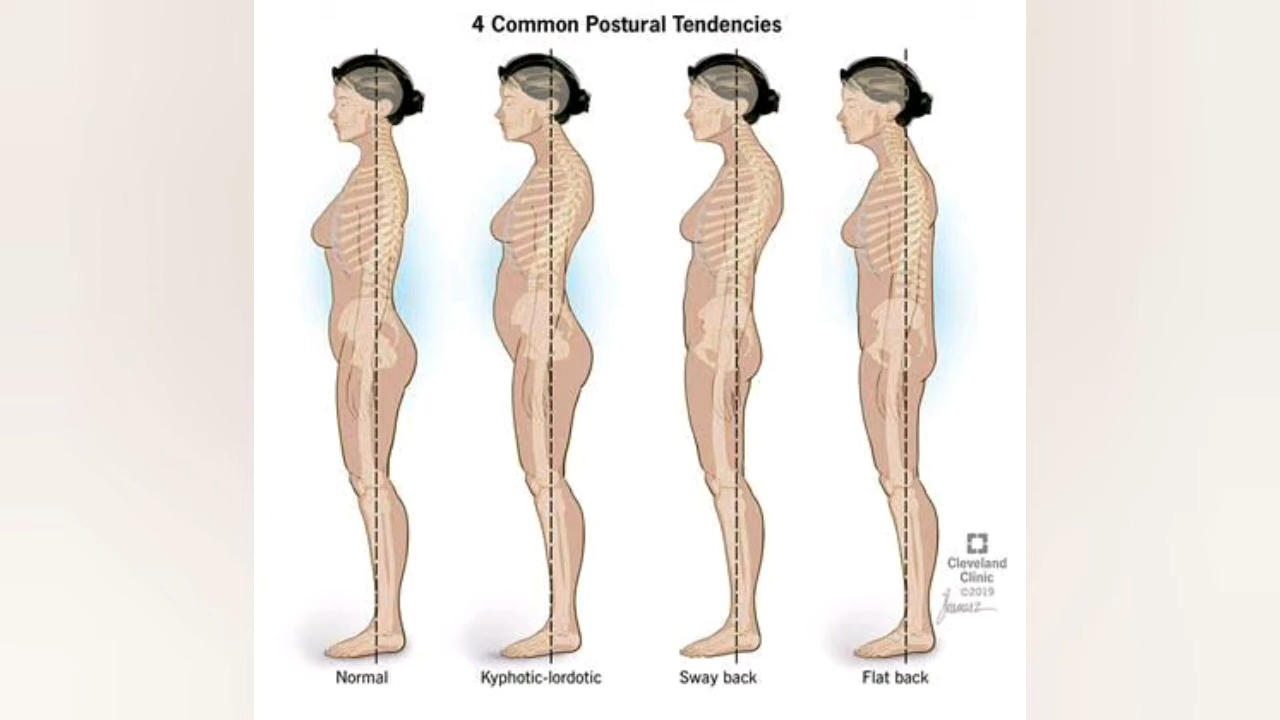 4 Common Postural Tendencies
Cleveland
Clinic
©2019
Normal
Kyphotic-lordotic
Sway back
Flat back